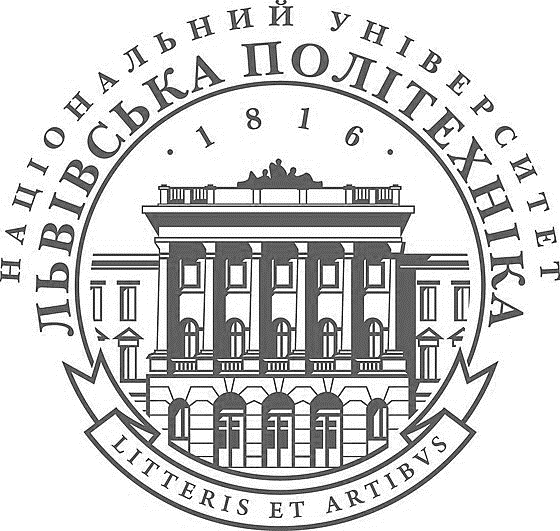 НАЦІОНАЛЬНИЙ УНІВЕРСИТЕТ
ЛЬВІВСЬКА ПОЛІТЕХНІКА
· 1816 ·
LITTERIS ET ARTIBVS